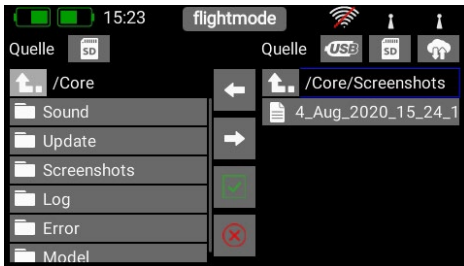 15:23
flightmode
Quelle
SD
Quelle
USB
SD
/Core
Sound
Update
Screenshots
Log
Error
Model
/Core/Screenshots
4_Aug_2020_15_24_1